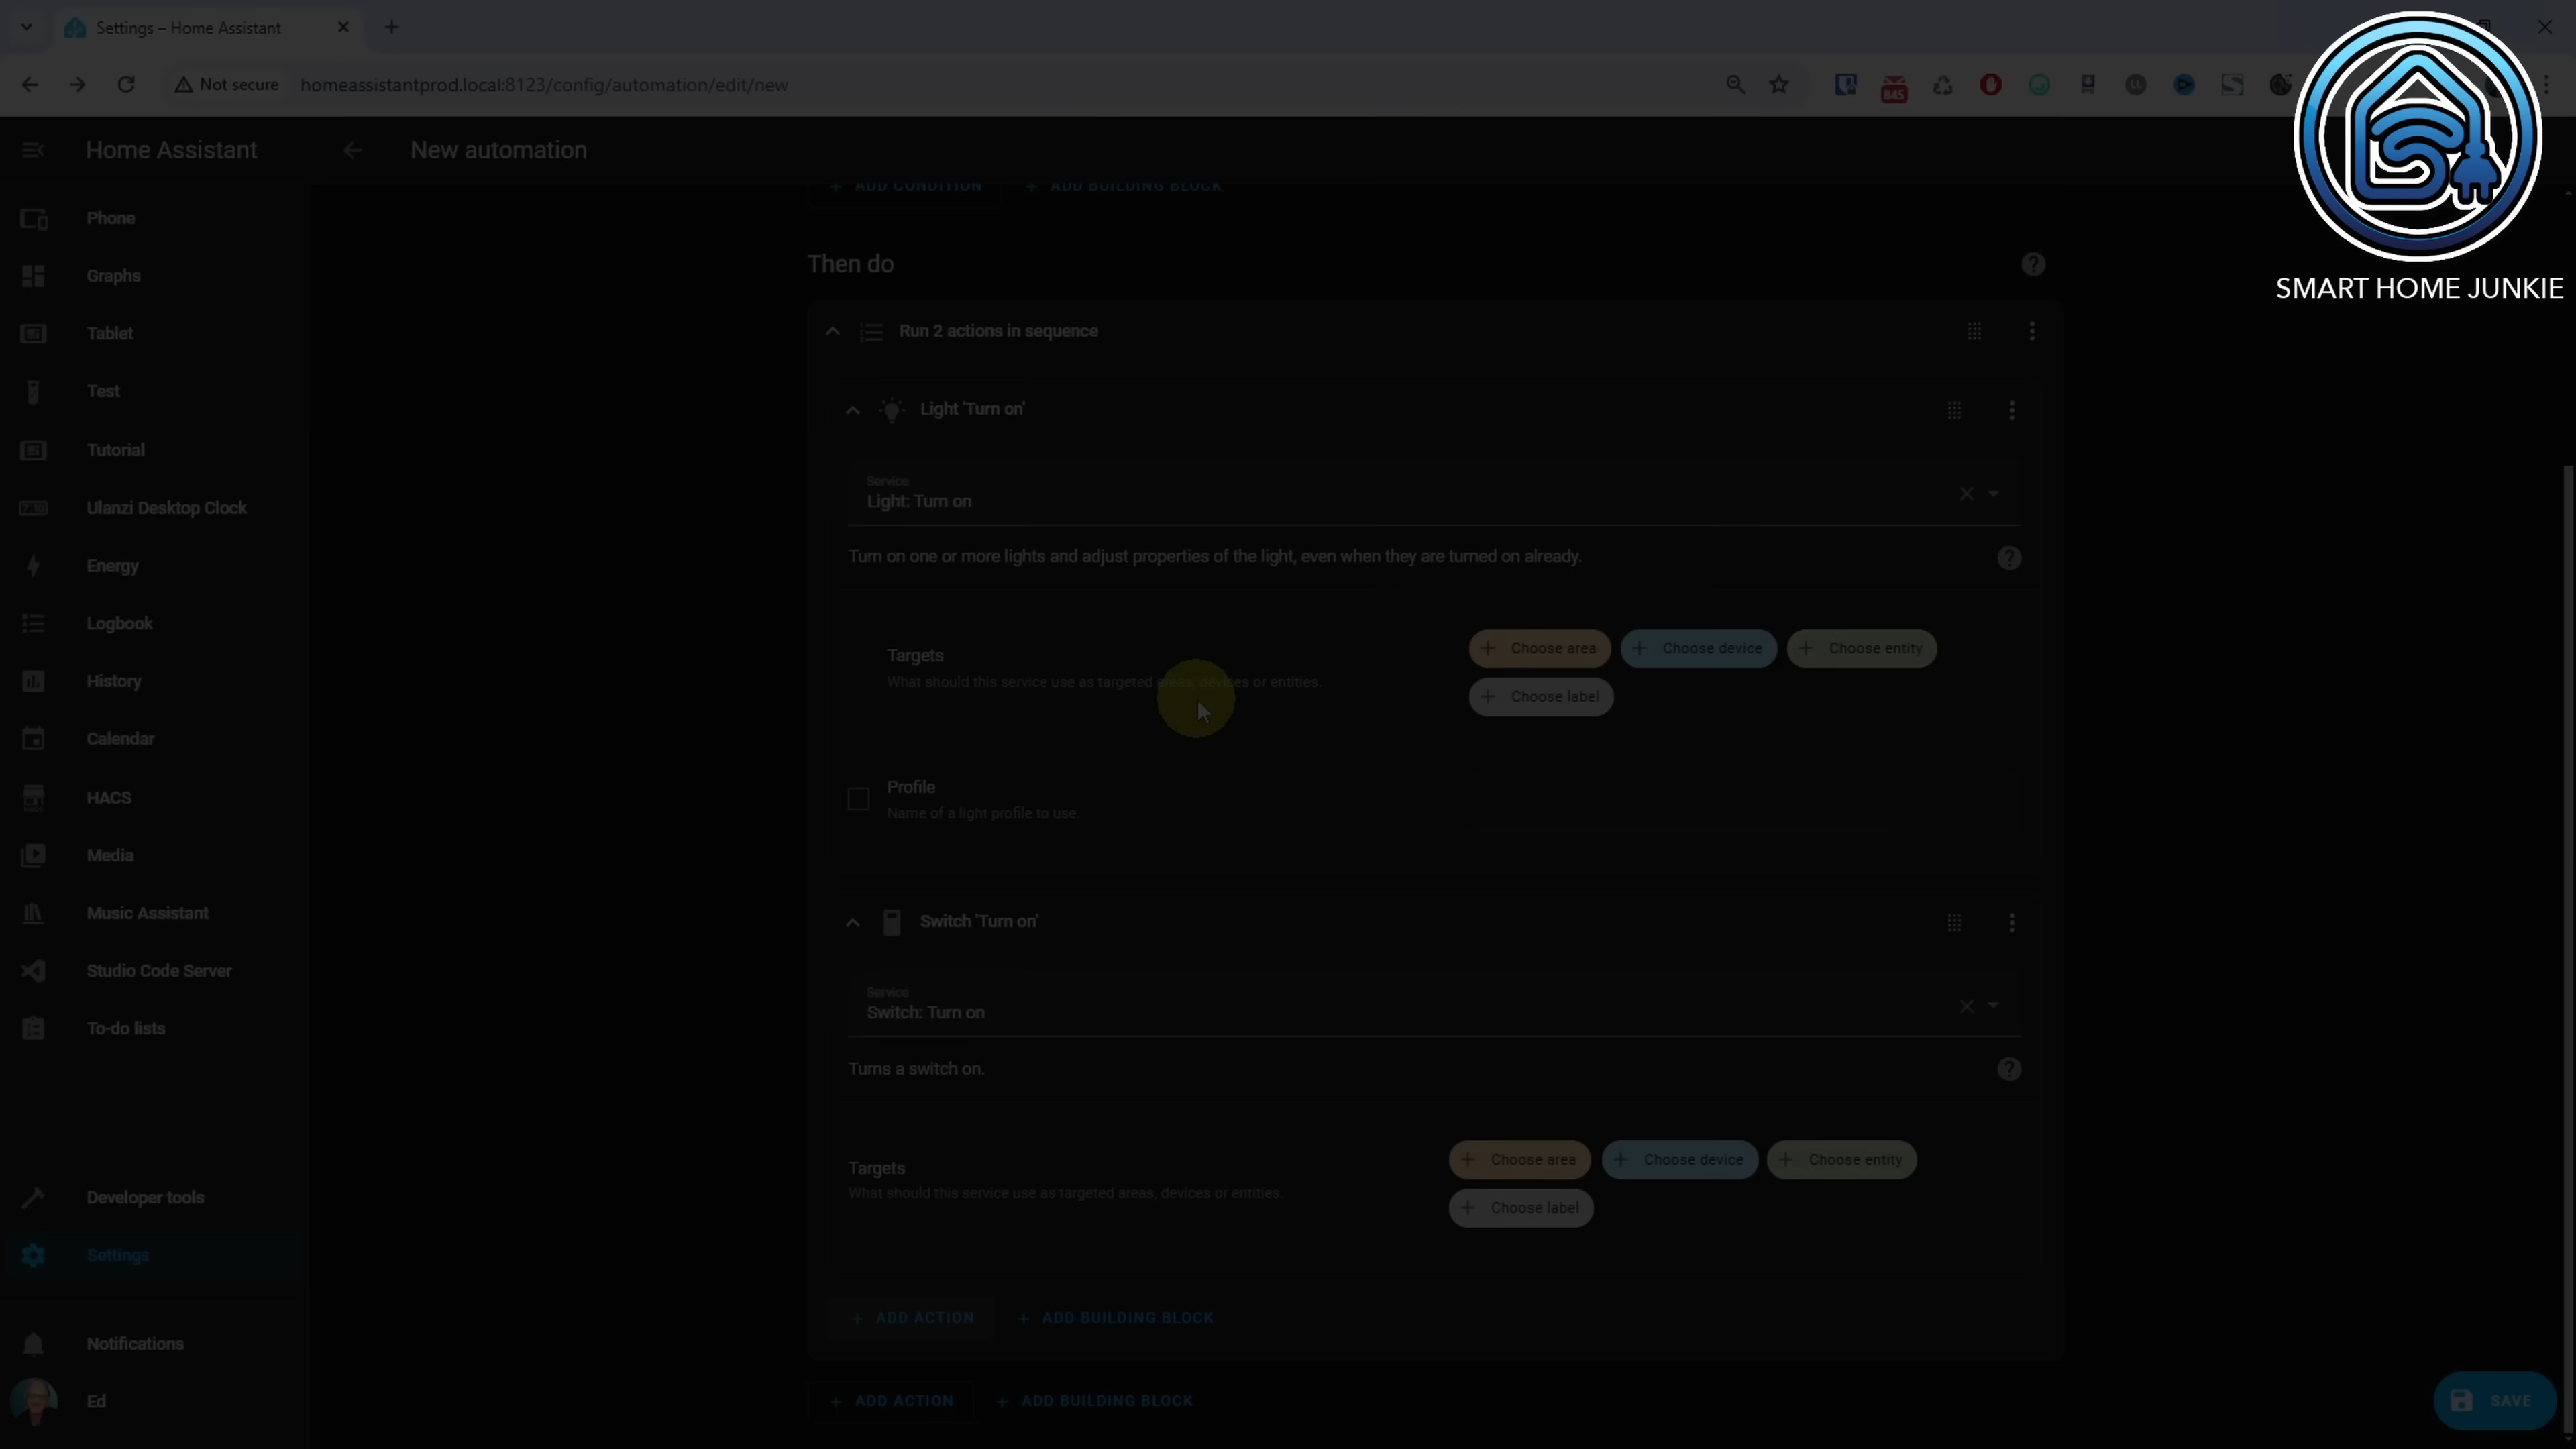 Settings – Home Assistant
Not secure
homeassistantprod.local:8123/config/automation/edit/new
845
SMART HOME JUNKIE
Home Assistant
New automation
Phone
Graphs
Tablet
Test
Tutorial
Ulanzi Desktop Clock
Energy
Logbook
History
Calendar
HACS
Media
Music Assistant
Studio Code Server
To-do lists
Developer tools
Settings
Notifications
Ed
+ ADD CONDITION
+ ADD BUILDING BLOCK
Then do
Run 2 actions in sequence
Light 'Turn on'
Service
Light: Turn on
Turn on one or more lights and adjust properties of the light, even when they are turned on already.
Targets
What should this service use as targeted areas, devices or entities.
+ Choose area
+ Choose device
+ Choose entity
+ Choose label
Profile
Name of a light profile to use.
Switch 'Turn on'
Service
Switch: Turn on
Turns a switch on.
Targets
What should this service use as targeted areas, devices or entities.
+ Choose area
+ Choose device
+ Choose entity
+ Choose label
+ ADD ACTION
+ ADD BUILDING BLOCK
+ ADD ACTION
+ ADD BUILDING BLOCK
SAVE